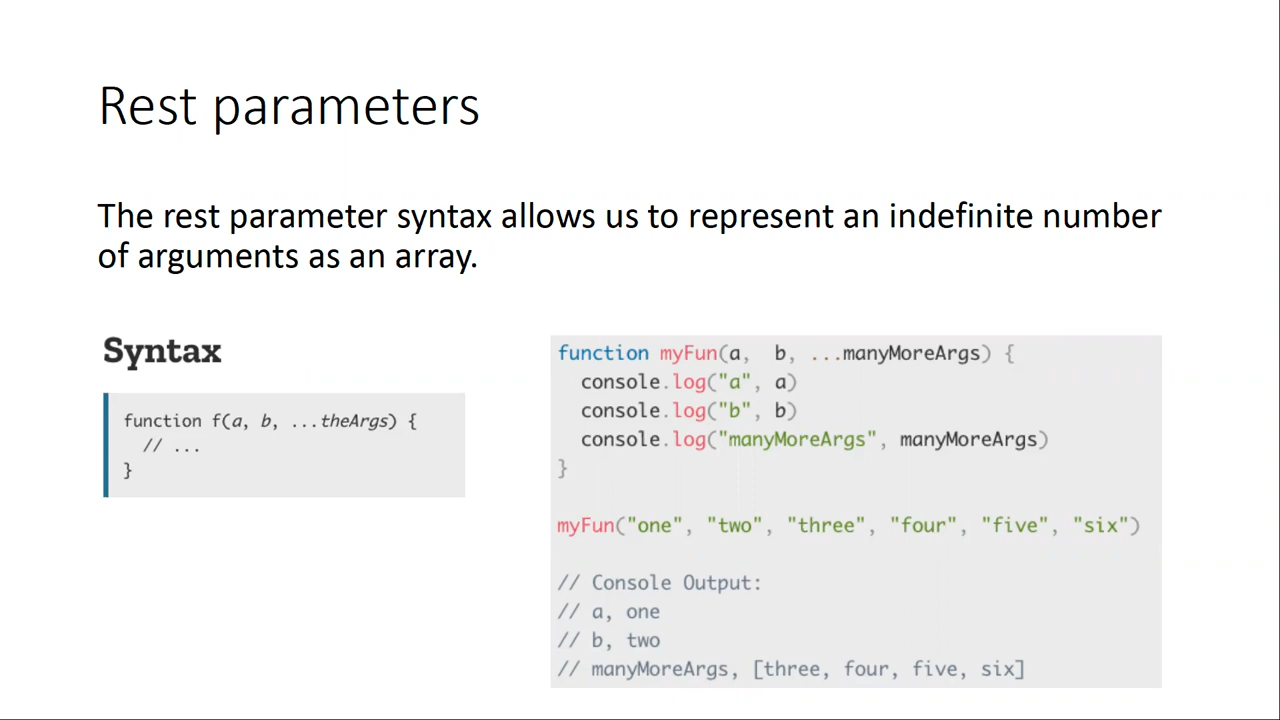 Rest parameters
The rest parameter syntax allows us to represent an indefinite number
of arguments as an array.
Syntax
function f(a, b, ...theArgs) {
  // ...
}
function myFun(a,  b, ...manyMoreArgs) {
  console.log("a", a)
  console.log("b", b)
  console.log("manyMoreArgs", manyMoreArgs)
}
myFun("one", "two", "three", "four", "five", "six")
// Console Output:
// a, one
// b, two
// manyMoreArgs, [three, four, five, six]